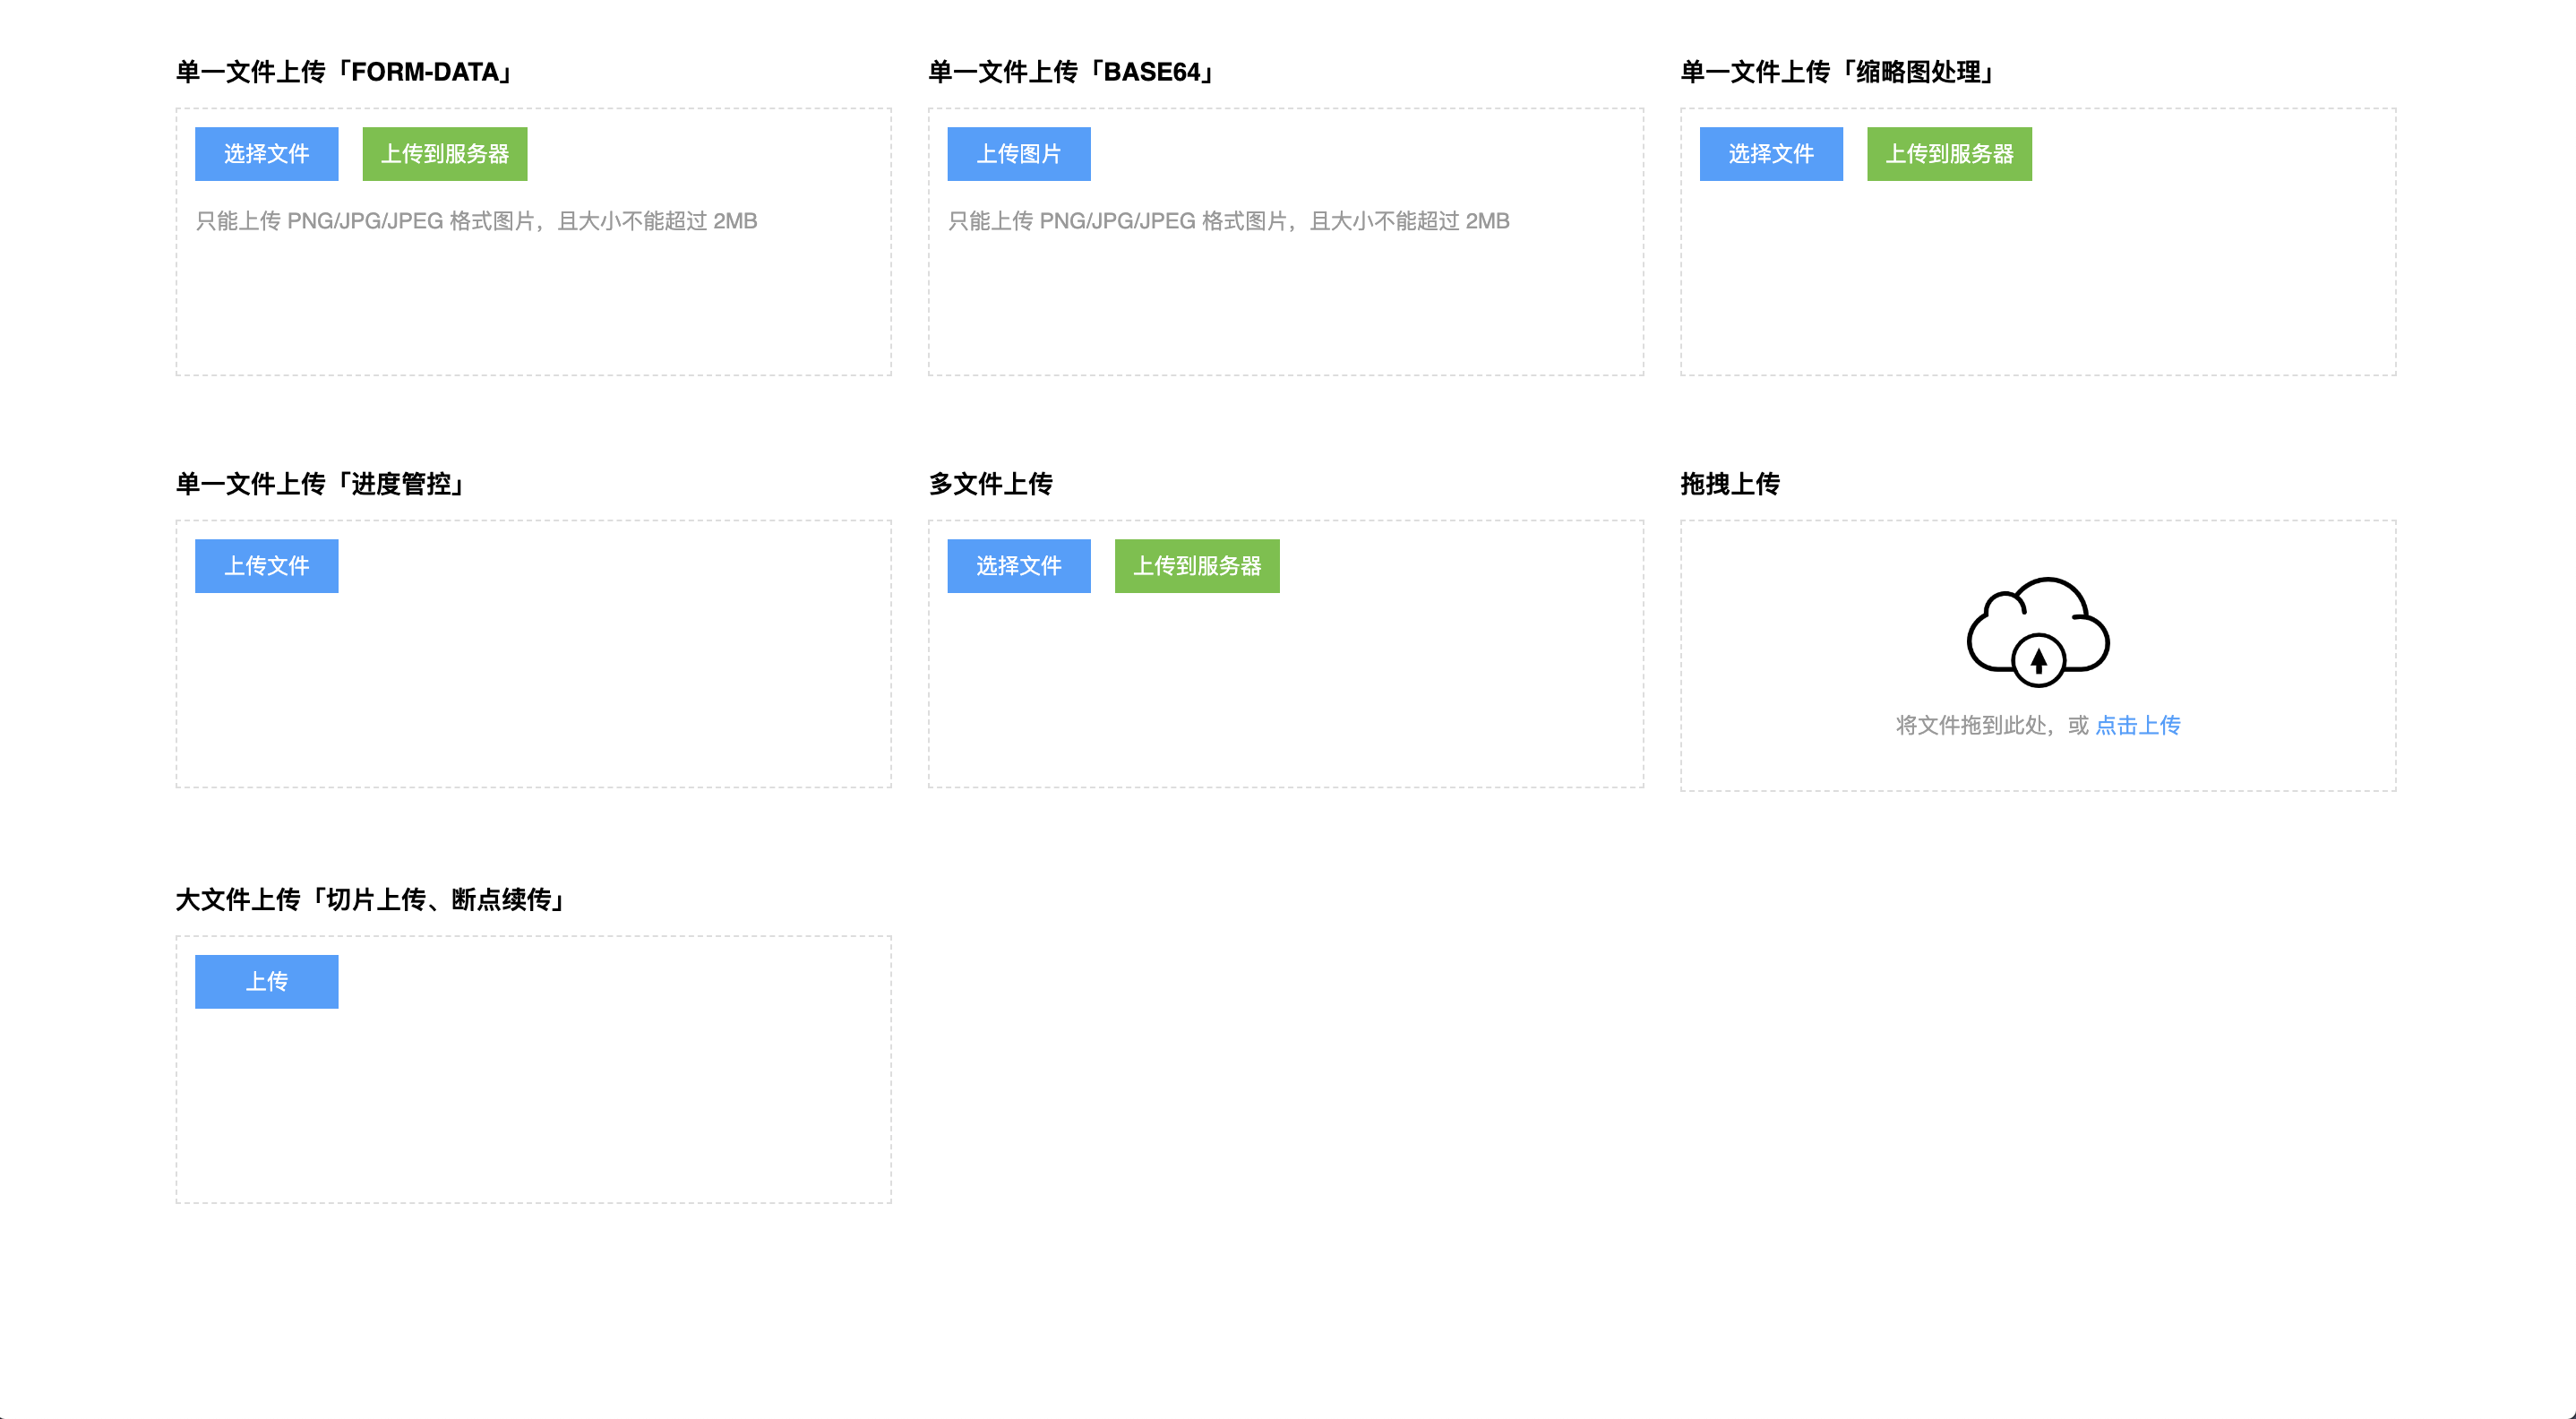 单一文件上传「FORM-DATA」
选择文件
上传到服务器
只能上传 PNG/JPG/JPEG 格式图片，且大小不能超过 2MB
单一文件上传「BASE64」
上传图片
只能上传 PNG/JPG/JPEG 格式图片，且大小不能超过 2MB
单一文件上传「缩略图处理」
选择文件
上传到服务器
单一文件上传「进度管控」
上传文件
多文件上传
选择文件
上传到服务器
拖拽上传
将文件拖到此处，或 点击上传
大文件上传「切片上传、断点续传」
上传